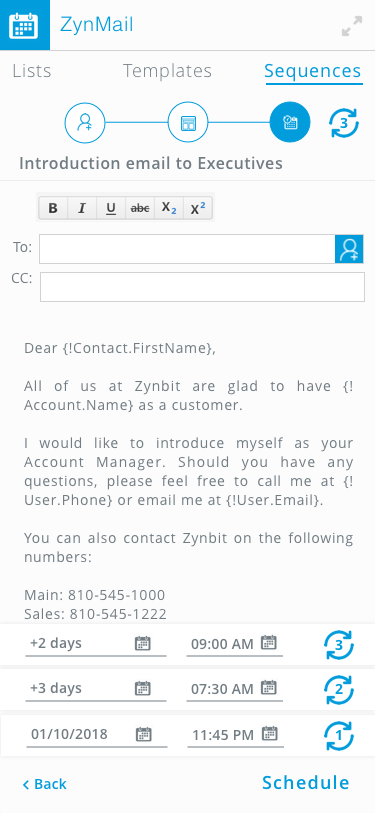 ZynMail
Lists Templates Sequences
3
Introduction email to Executives
B I U abc X2 X2
To:
CC:
Dear {!Contact.FirstName},
All of us at Zynbit are glad to have {!
Account.Name} as a customer.
I would like to introduce myself as your
Account Manager. Should you have any
questions, please feel free to call me at {!
User.Phone} or email me at {!User.Email}.
You can also contact Zynbit on the following
numbers:
Main: 810-545-1000
Sales: 810-545-1222
+2 days 09:00 AM 3
+3 days 07:30 AM 2
01/10/2018 11:45 PM 1
Back Schedule